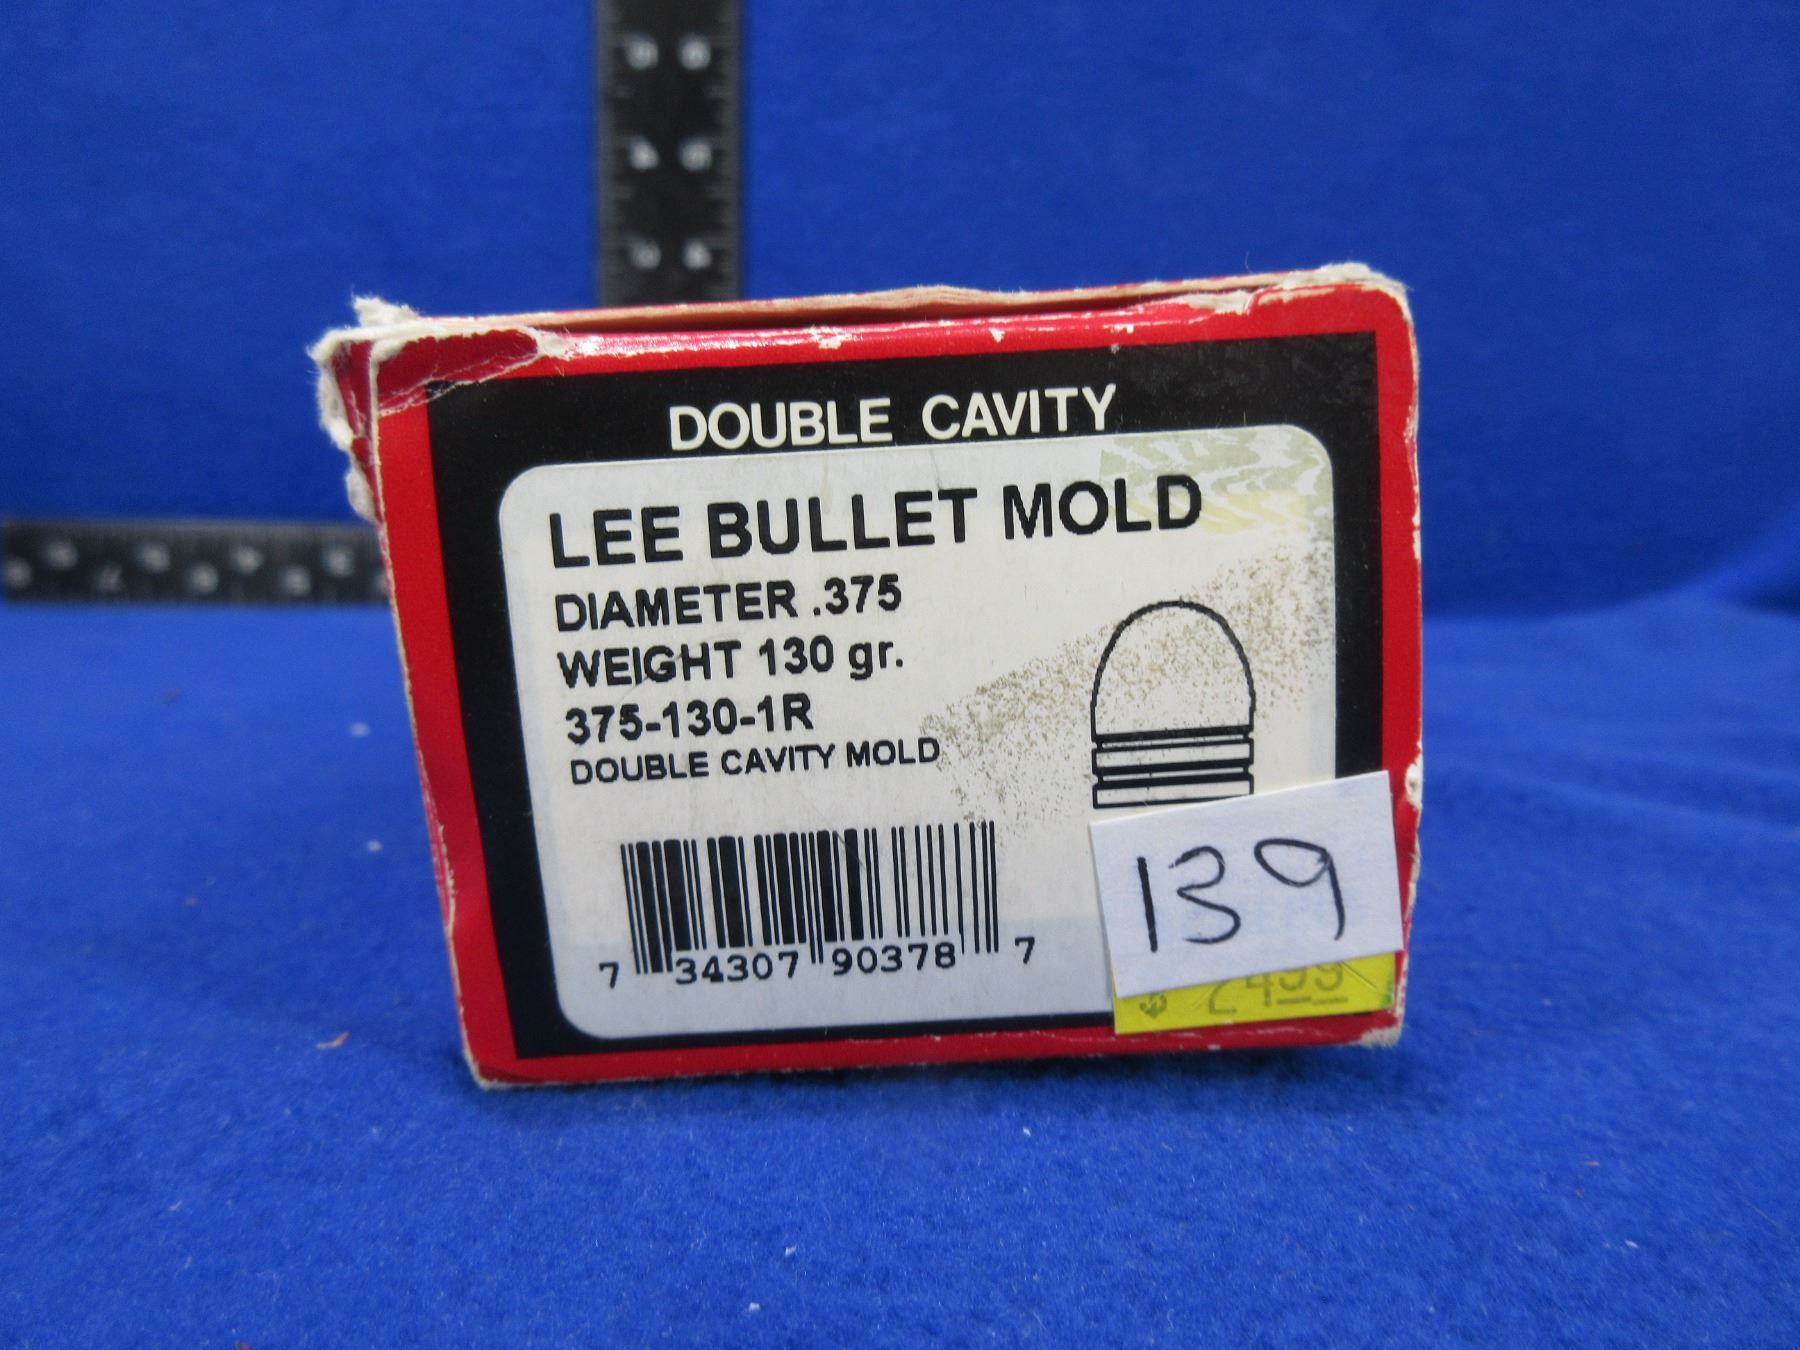 DOUBLE CAVITY
LEE BULLET MOLD
DIAMETER .375
WEIGHT 130 gr.
375-130-1R
DOUBLE CAVITY MOLD
7 34307 90378 7
139
$ 2499